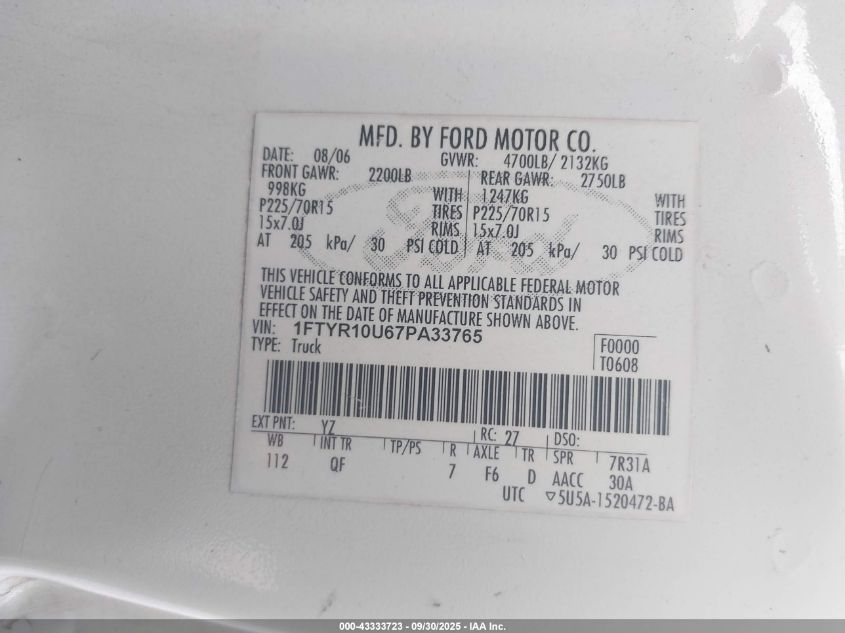 MFD. BY FORD MOTOR CO.
DATE: 08/06 GVWR: 4700LB/ 2132KG
FRONT GAWR: 2200LB REAR GAWR: 2750LB
998KG WITH 1247KG WITH
P225/70R15 TIRES P225/70R15 TIRES
15x7.0J RIMS 15x7.0J RIMS
AT 205 kPa/ 30 PSI COLD AT 205 kPa/ 30 PSI COLD
Ford
THIS VEHICLE CONFORMS TO ALL APPLICABLE FEDERAL MOTOR
VEHICLE SAFETY AND THEFT PREVENTION STANDARDS IN
EFFECT ON THE DATE OF MANUFACTURE SHOWN ABOVE.
VIN: 1FTYR10U67PA33765
TYPE: Truck F0000
T0608
EXT PNT: YZ RC: 27 DSO:
WB INT TR TP/PS R AXLE TR SPR 7R31A
112 QF 7 F6 D AACC 30A
UTC ▽5U5A-1520472-BA
000-43333723 - 09/30/2025 - IAA Inc.